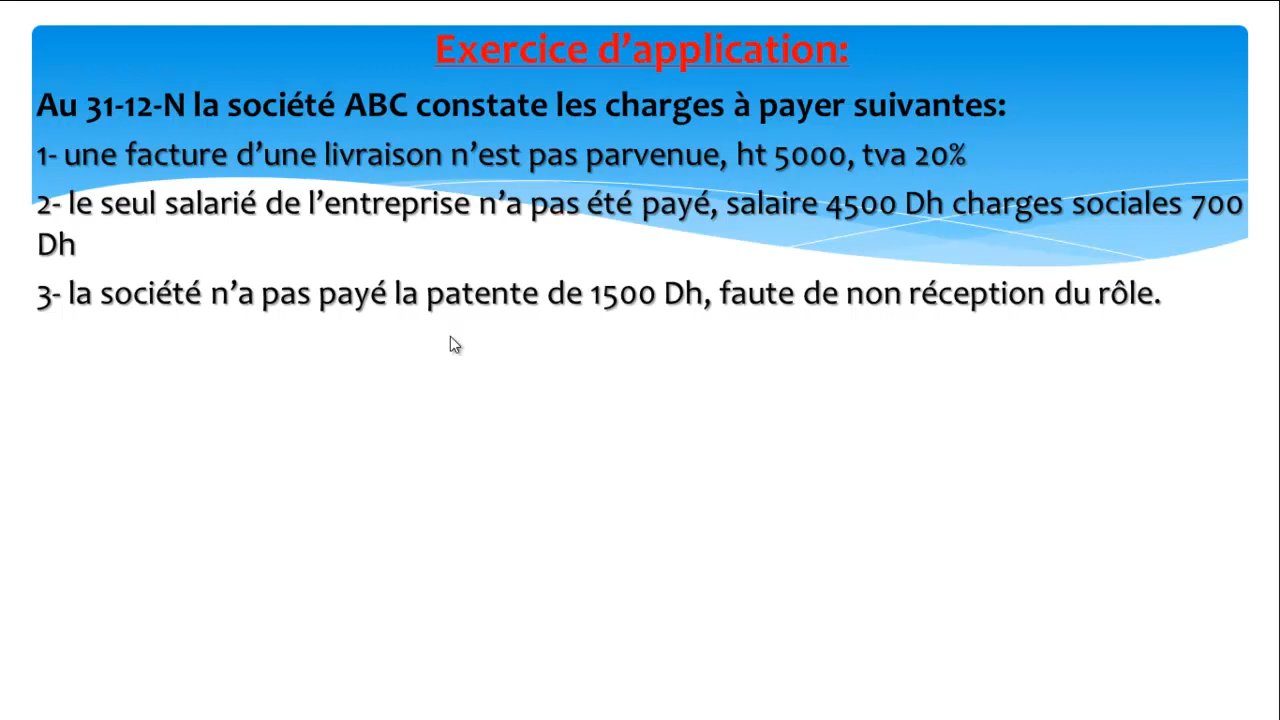 Exercice d’application:
Au 31-12-N la société ABC constate les charges à payer suivantes:
1- une facture d’une livraison n’est pas parvenue, ht 5000, tva 20%
2- le seul salarié de l’entreprise n’a pas été payé, salaire 4500 Dh charges sociales 700
Dh
3- la société n’a pas payé la patente de 1500 Dh, faute de non réception du rôle.